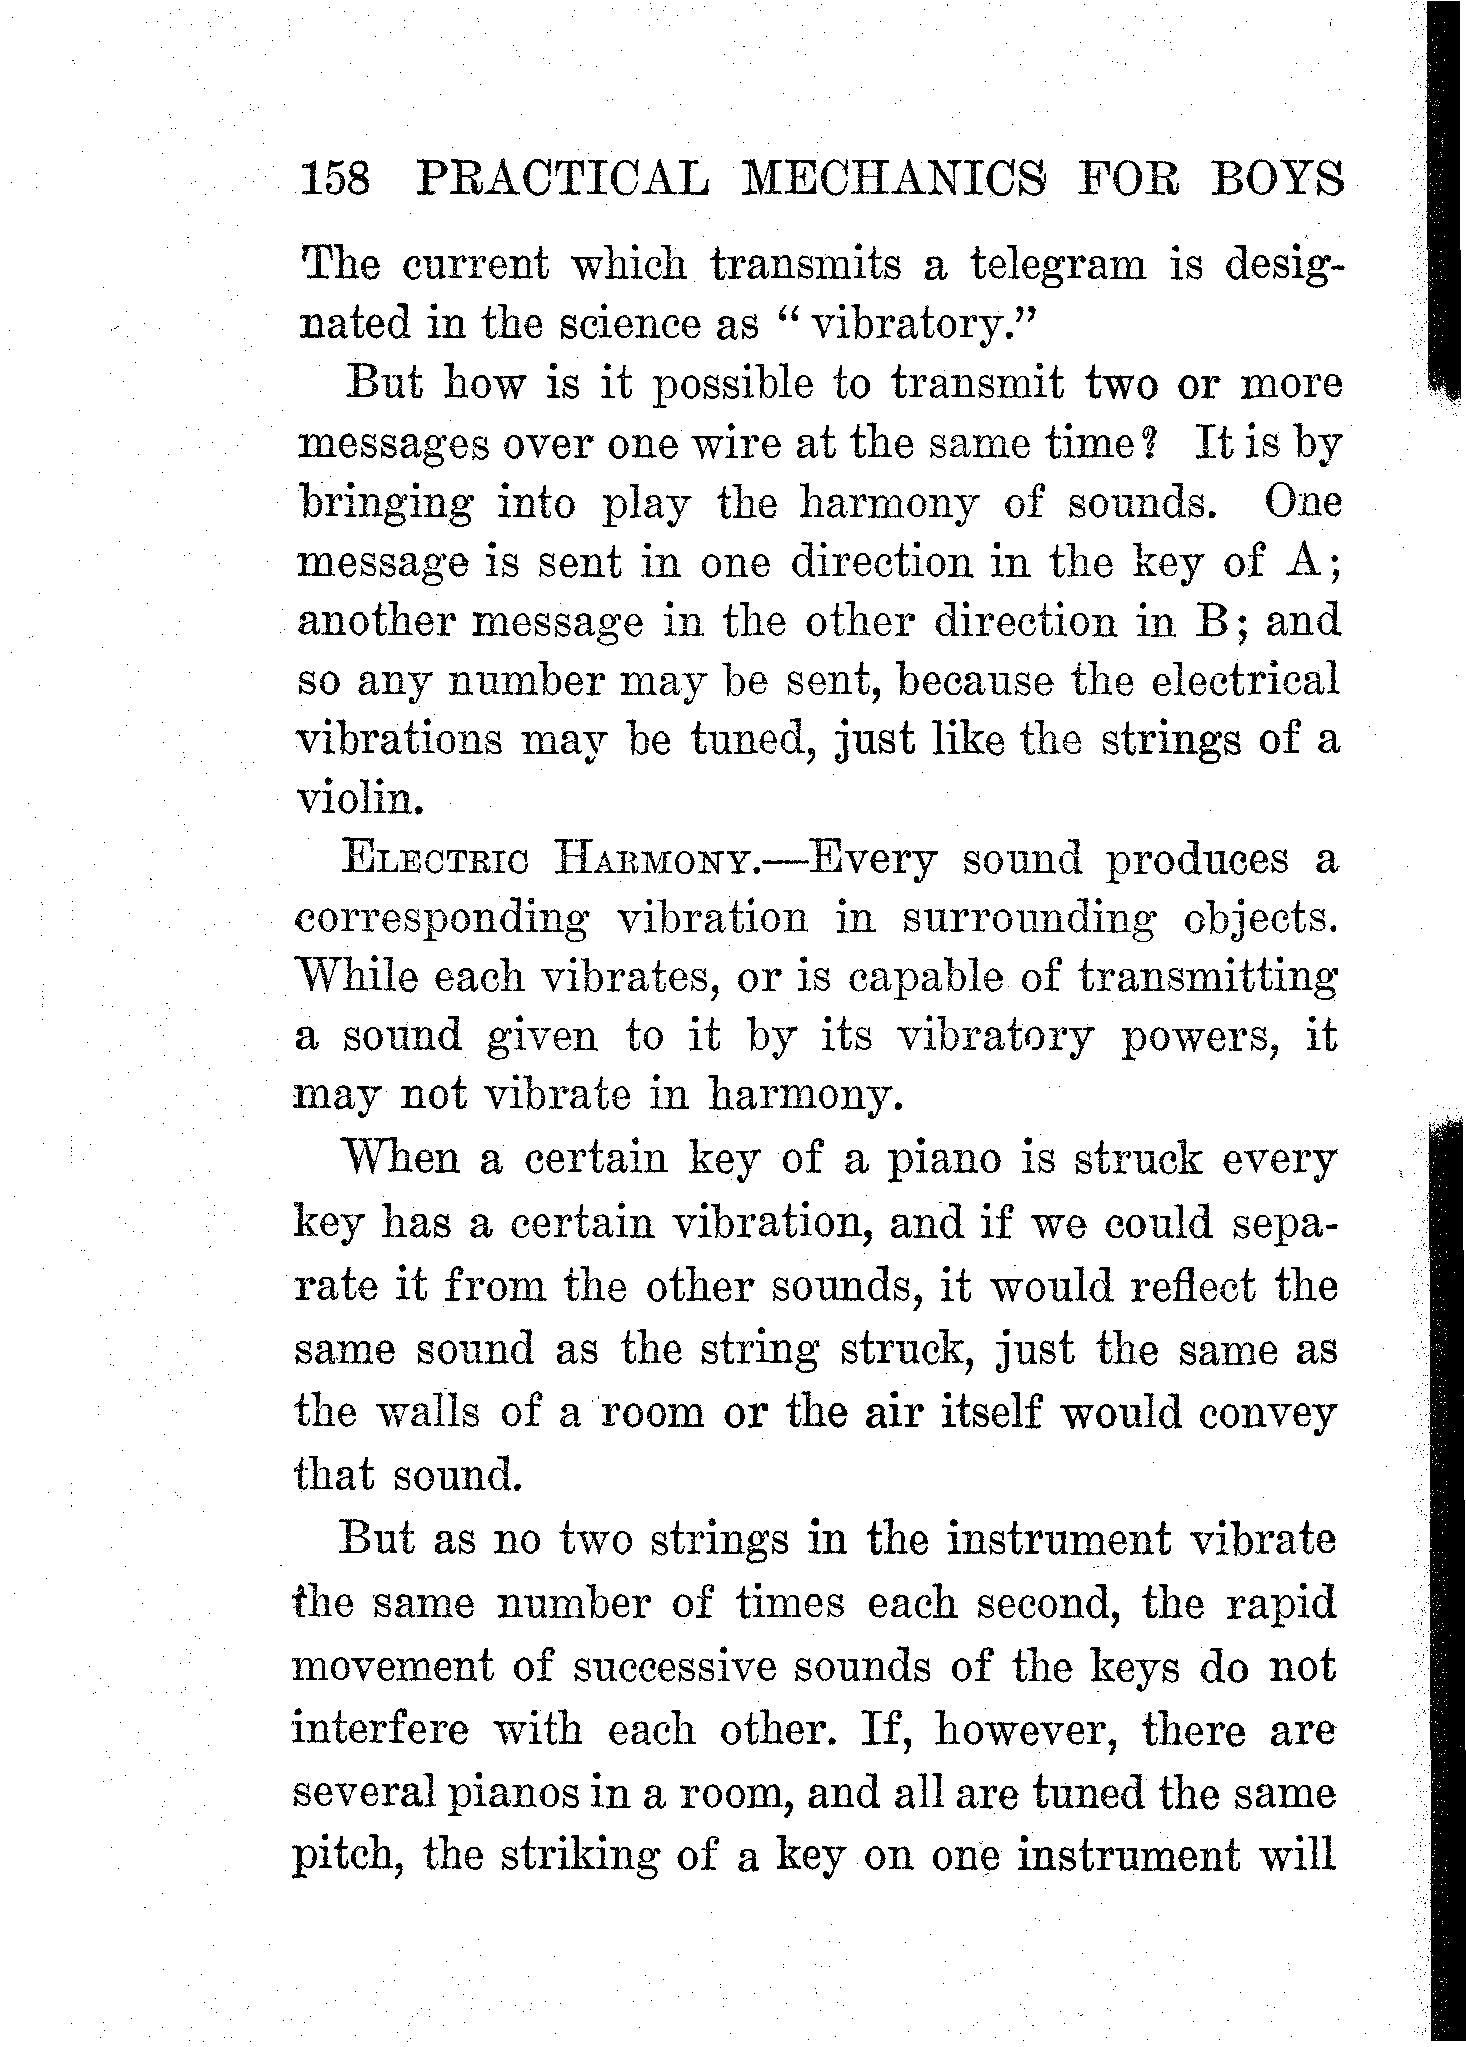 158 PRACTICAL MECHANICS FOR BOYS
The current which transmits a telegram is desig-
nated in the science as “ vibratory.”
But how is it possible to transmit two or more
messages over one wire at the same time? It is by
bringing into play the harmony of sounds. One
message is sent in one direction in the key of A;
another message in the other direction in B; and
so any number may be sent, because the electrical
vibrations may be tuned, just like the strings of a
violin.
ELECTRIC HARMONY.—Every sound produces a
corresponding vibration in surrounding objects.
While each vibrates, or is capable of transmitting
a sound given to it by its vibratory powers, it
may not vibrate in harmony.
When a certain key of a piano is struck every
key has a certain vibration, and if we could sepa-
rate it from the other sounds, it would reflect the
same sound as the string struck, just the same as
the walls of a room or the air itself would convey
that sound.
But as no two strings in the instrument vibrate
the same number of times each second, the rapid
movement of successive sounds of the keys do not
interfere with each other. If, however, there are
several pianos in a room, and all are tuned the same
pitch, the striking of a key on one instrument will